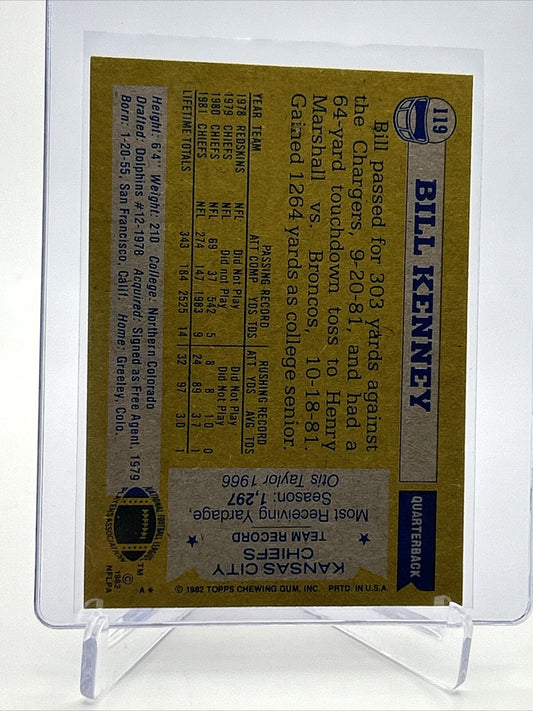 119
BILL KENNEY
QUARTERBACK
Bill passed for 303 yards against
the Chargers, 9-20-81, and had a
64-yard touchdown toss to Henry
Marshall vs. Broncos, 10-18-81.
Gained 1264 yards as college senior.
PASSING RECORD RUSHING RECORD
YEAR TEAM ATT COMP YDS TDS ATT YDS AVG TDS
1978 REDSKINS NFL Did Not Play Did Not Play
1979 CHIEFS NFL Did Not Play Did Not Play
1980 CHIEFS NFL 69 37 542 5 8 8 1.0 0
1981 CHIEFS NFL 274 147 1,983 9 24 89 3.7 1
LIFETIME TOTALS 343 184 2525 14 32 97 3.0 1
Height: 6'4" Weight: 210 College: Northern Colorado
Drafted: Dolphins #12-1978 Acquired: Signed as Free Agent, 1979
Born: 1-20-55, San Francisco, Calif. Home: Greeley, Colo.
KANSAS CITY
CHIEFS
★ TEAM RECORD ★
Most Receiving Yardage,
Season: 1,297
Otis Taylor 1966
NATIONAL FOOTBALL LEAGUE
PLAYERS ASSOCIATION
TM
© 1982
NFLPA
A *
© 1982 TOPPS CHEWING GUM, INC. PRTD. IN U.S.A.